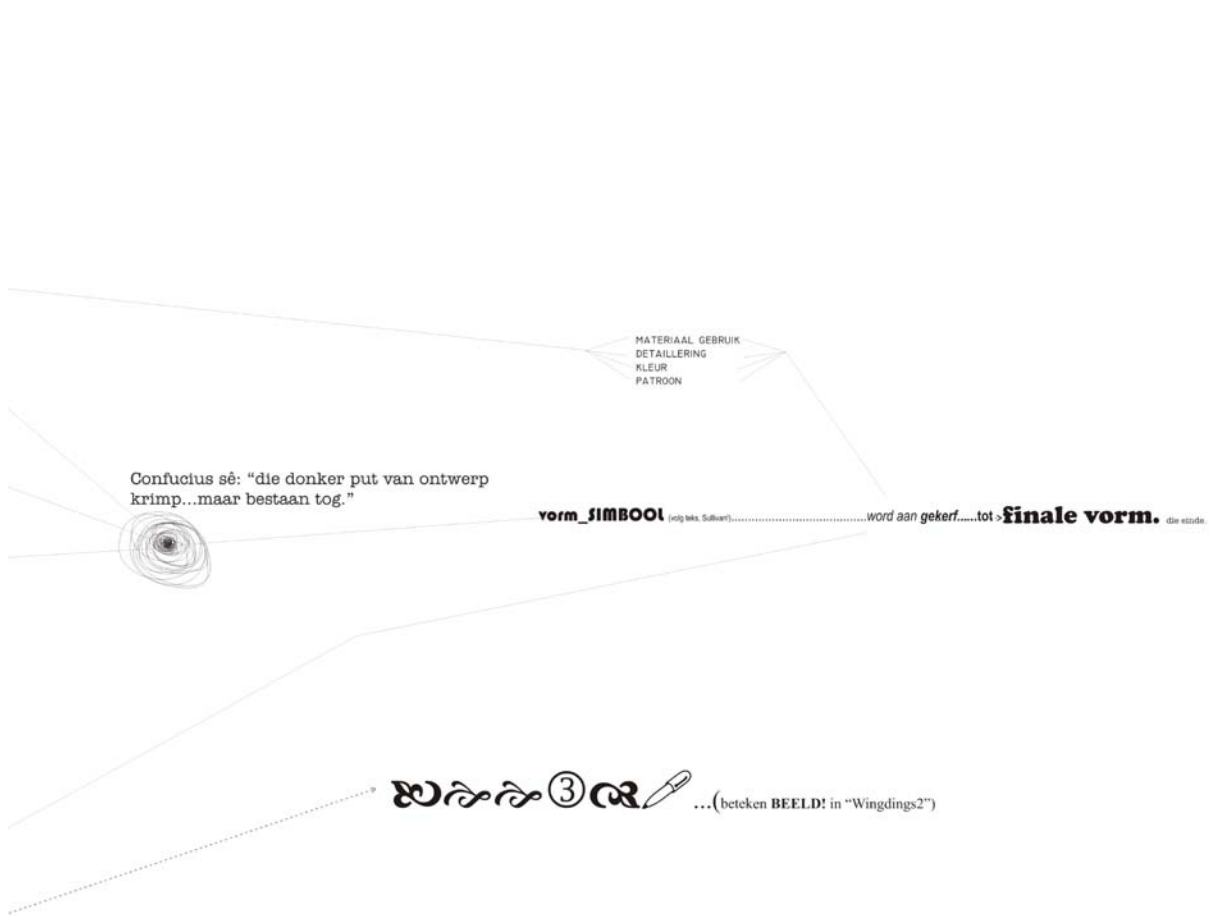 MATERIAAL GEBRUIK
DETAILLERING
KLEUR
PATROON
Confucius sê: “die donker put van ontwerp
krimp...maar bestaan tog.”
vorm_SIMBOOL (volg teks, Sullivan!)..................................................word aan gekerf......tot >finale vorm. die einde.
③ ...(beteken BEELD! in “Wingdings2”)